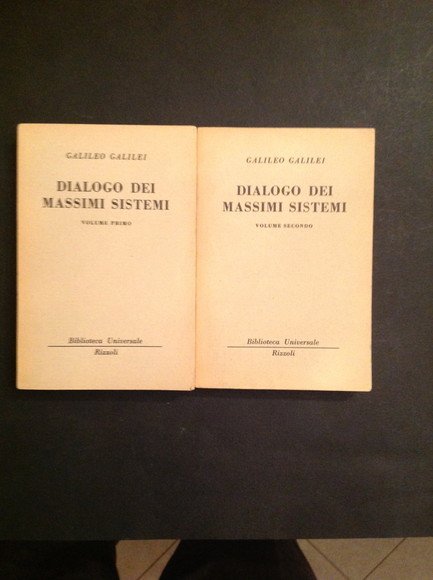 GALILEO GALILEI
DIALOGO DEI
MASSIMI SISTEMI
VOLUME PRIMO
Biblioteca Universale
Rizzoli
GALILEO GALILEI
DIALOGO DEI
MASSIMI SISTEMI
VOLUME SECONDO
Biblioteca Universale
Rizzoli